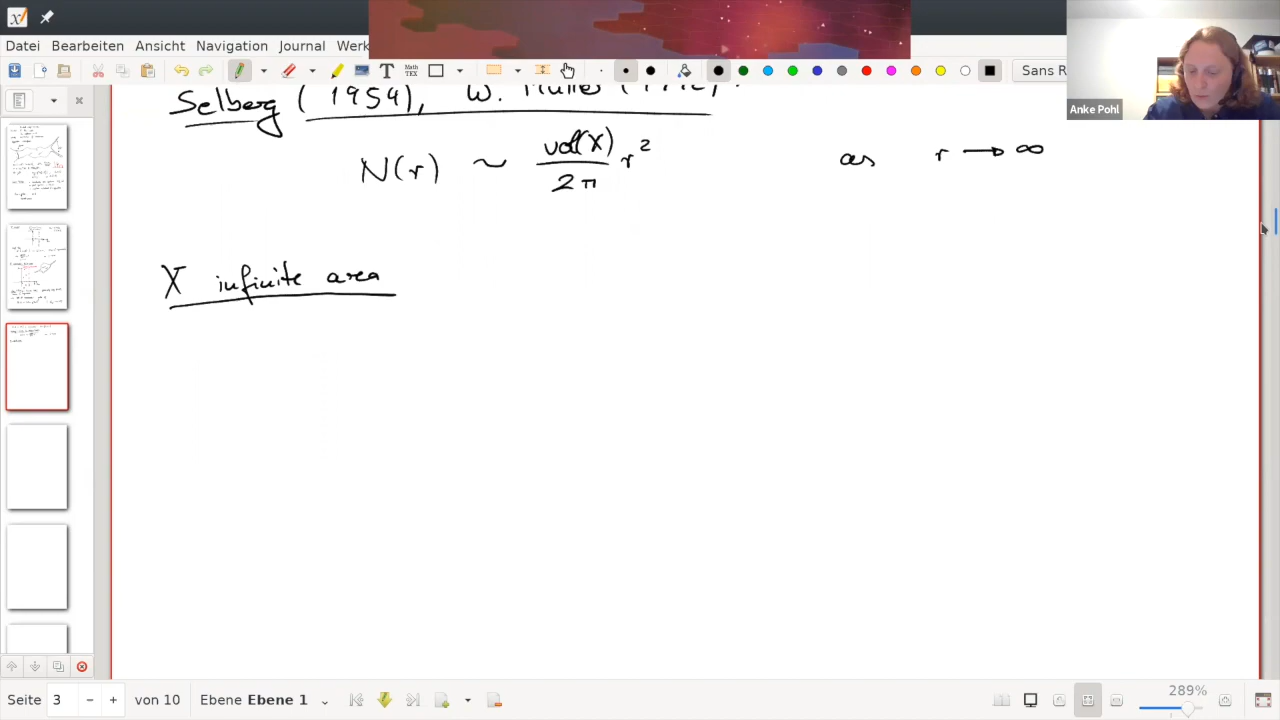 Datei Bearbeiten Ansicht Navigation Journal
Sans R
Anke Pohl
Selberg (1954), W. Müller
N(r) ~ vol(X)/2π r² as r → ∞
X infinite area
Seite 3 von 10 Ebene Ebene 1 289%